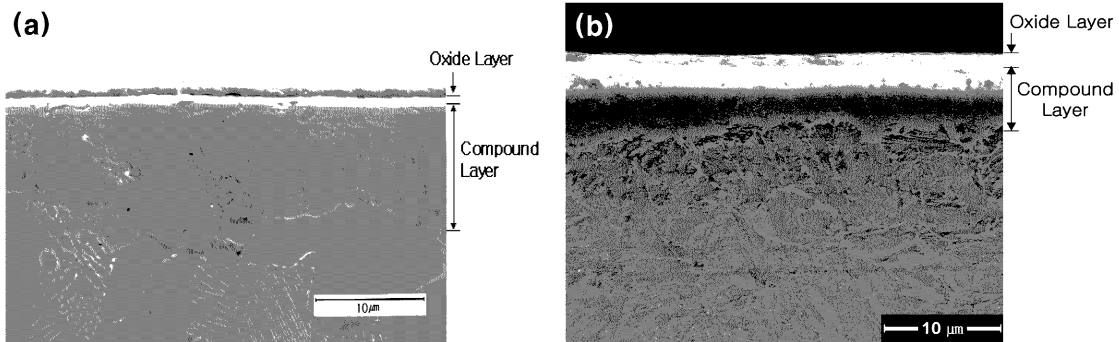 (a)
Oxide Layer
Compound
Layer
10㎛
(b)
Oxide Layer
Compound
Layer
10 ㎛